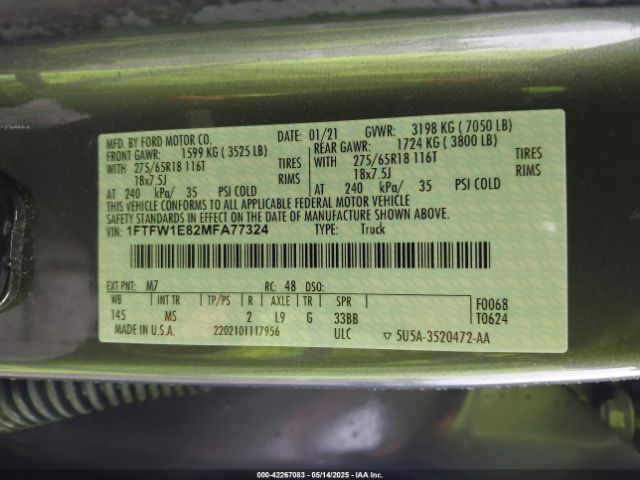 MFD. BY FORD MOTOR CO.
DATE: 01/21 GVWR: 3198 KG ( 7050 LB)
FRONT GAWR: 1599 KG ( 3525 LB)
REAR GAWR: 1724 KG ( 3800 LB)
WITH 275/65R18 116T TIRES
275/65R18 116T TIRES
18x7.5J RIMS
WITH 18x7.5J RIMS
AT 240 kPa/ 35 PSI COLD
AT 240 kPa/ 35 PSI COLD
THIS VEHICLE CONFORMS TO ALL APPLICABLE FEDERAL MOTOR VEHICLE
SAFETY STANDARDS IN EFFECT ON THE DATE OF MANUFACTURE SHOWN ABOVE.
VIN: 1FTFW1E82MFA77324 TYPE: Truck
EXT PNT: M7 RC: 48 DSO:
WB INT TR TP/PS R AXLE TR SPR
145 MS 2 L9 G 33BB
F0068
T0624
MADE IN U.S.A. 2202101117956 ULC ▽ 5U5A-3520472-AA
000-42267083 - 05/14/2025 - IAA Inc.